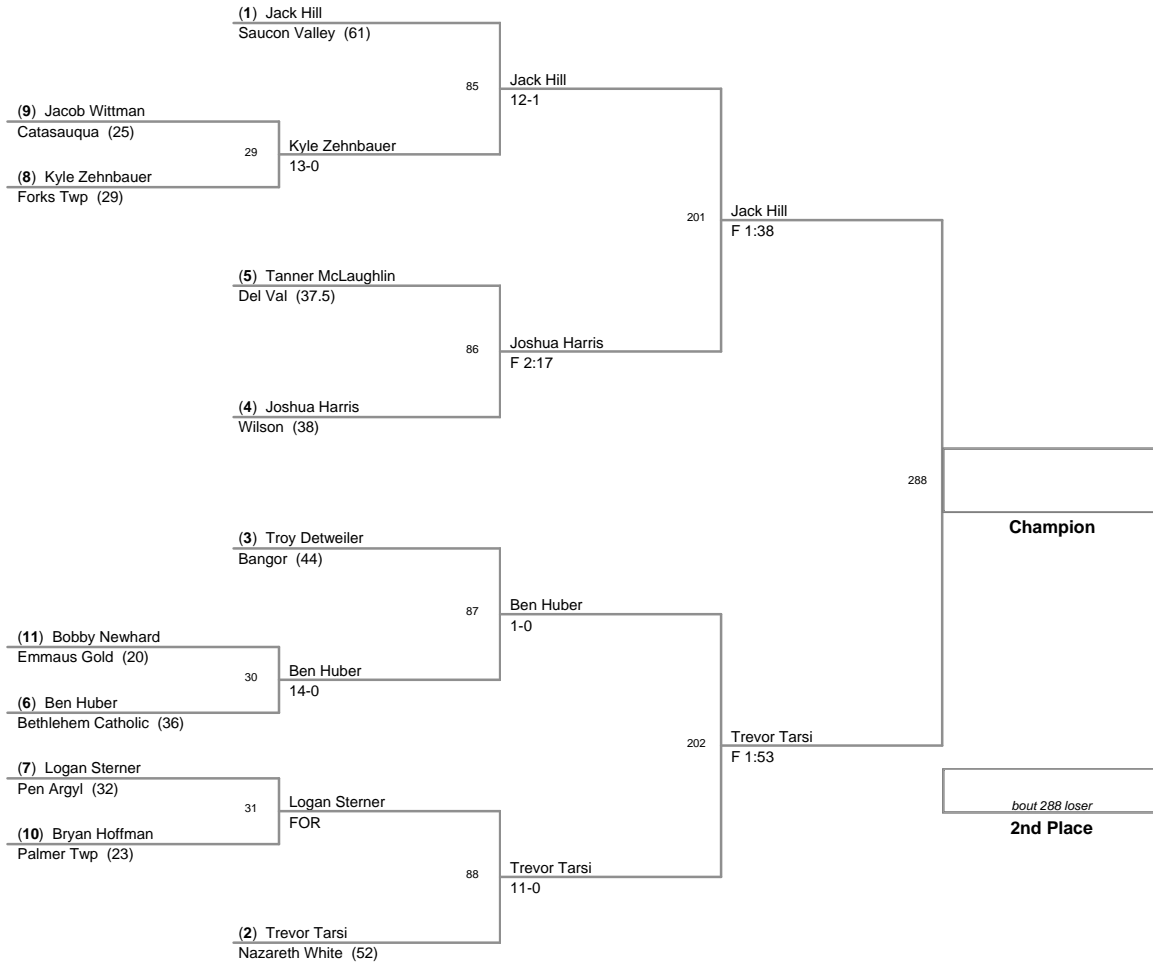 (1) Jack Hill
Saucon Valley (61)
85
Jack Hill
12-1
(9) Jacob Wittman
Catasauqua (25)
29
Kyle Zehnbauer
13-0
(8) Kyle Zehnbauer
Forks Twp (29)
201
Jack Hill
F 1:38
(5) Tanner McLaughlin
Del Val (37.5)
86
Joshua Harris
F 2:17
(4) Joshua Harris
Wilson (38)
288
Champion
(3) Troy Detweiler
Bangor (44)
87
Ben Huber
1-0
(11) Bobby Newhard
Emmaus Gold (20)
30
Ben Huber
14-0
(6) Ben Huber
Bethlehem Catholic (36)
202
Trevor Tarsi
F 1:53
(7) Logan Sterner
Pen Argyl (32)
31
Logan Sterner
FOR
(10) Bryan Hoffman
Palmer Twp (23)
bout 288 loser
2nd Place
88
Trevor Tarsi
11-0
(2) Trevor Tarsi
Nazareth White (52)